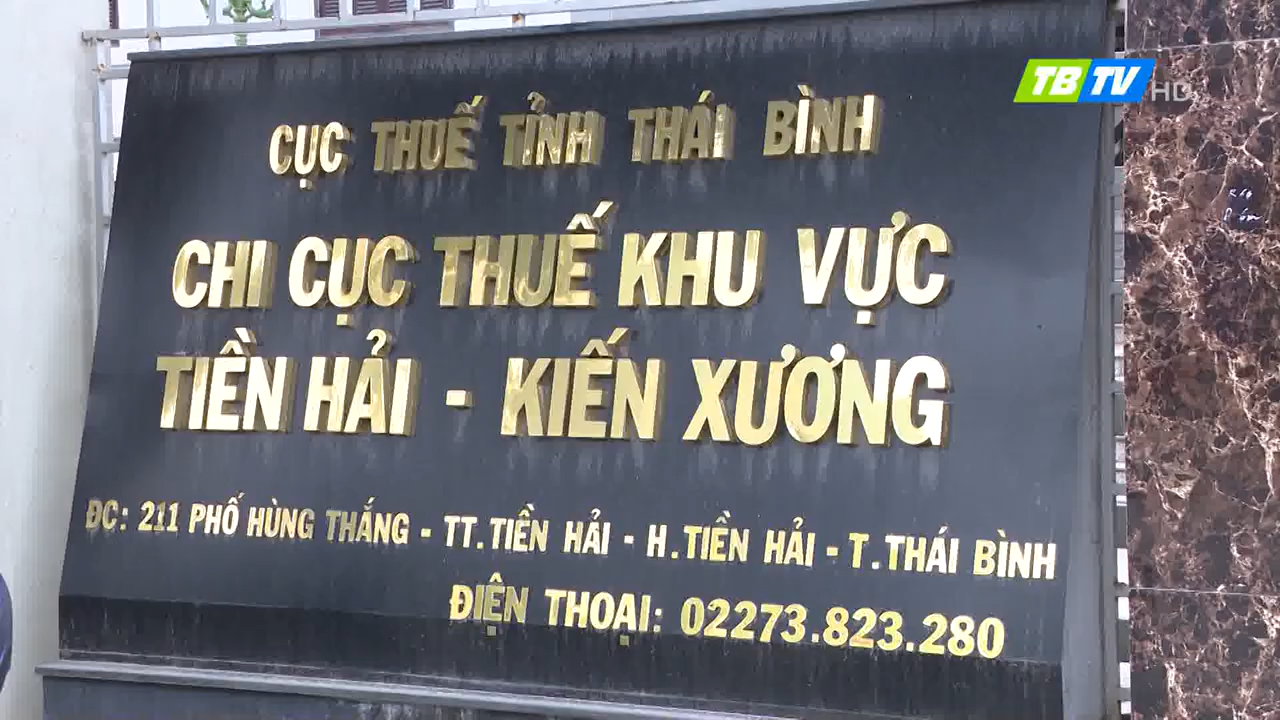 TBTV HD
CỤC THUẾ TỈNH THÁI BÌNH
CHI CỤC THUẾ KHU VỰC
TIỀN HẢI - KIẾN XƯƠNG
ĐC: 211 PHỐ HÙNG THẮNG - TT.TIỀN HẢI - H.TIỀN HẢI - T.THÁI BÌNH
ĐIỆN THOẠI: 02273.823.280